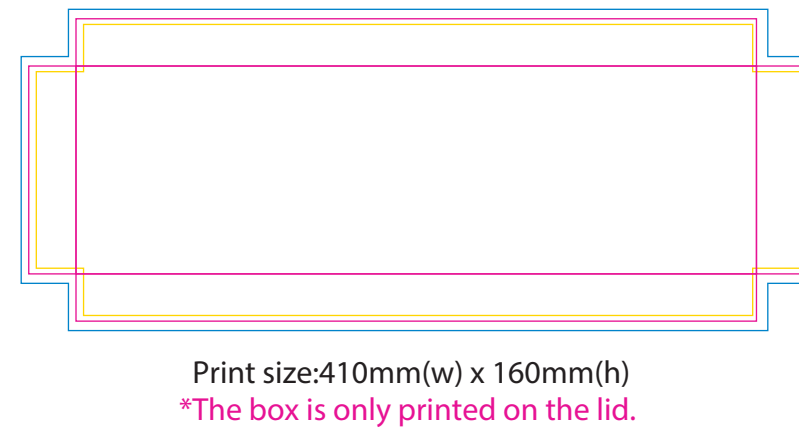 Print size:410mm(w) x 160mm(h)
*The box is only printed on the lid.